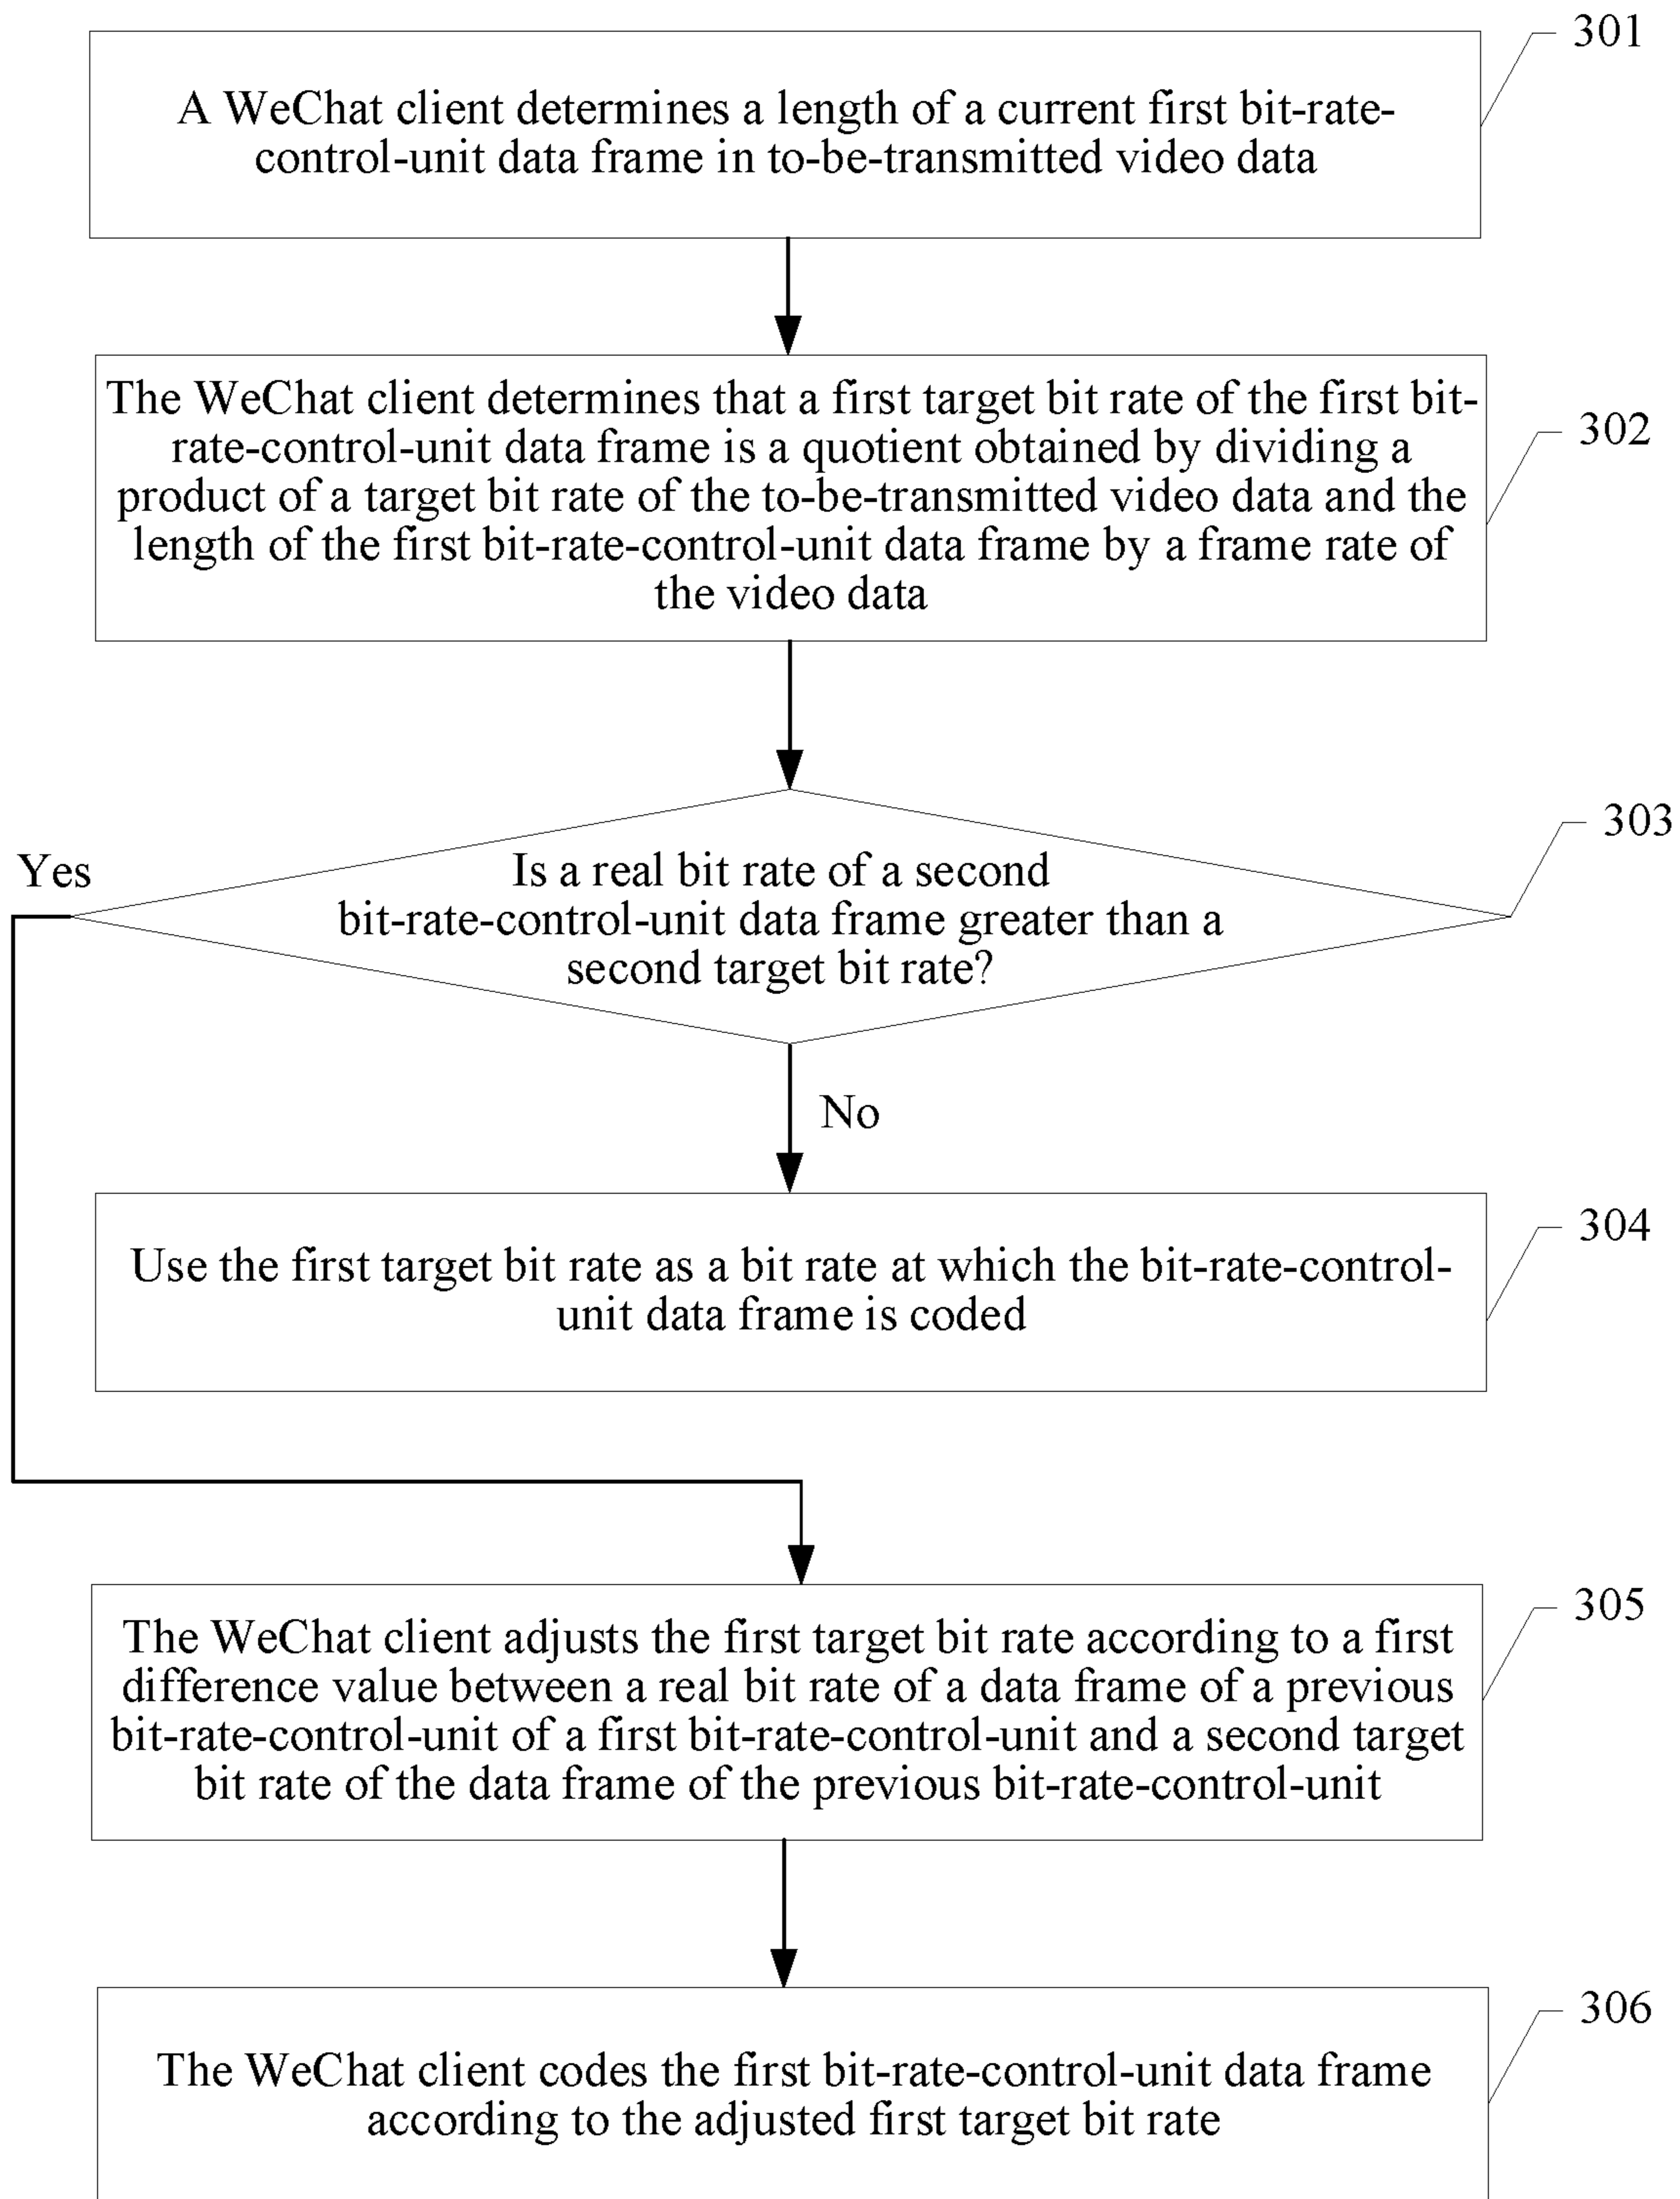 301
A WeChat client determines a length of a current first bit-rate-
control-unit data frame in to-be-transmitted video data
The WeChat client determines that a first target bit rate of the first bit-
rate-control-unit data frame is a quotient obtained by dividing a
product of a target bit rate of the to-be-transmitted video data and the
length of the first bit-rate-control-unit data frame by a frame rate of
the video data
302
303
Yes
Is a real bit rate of a second
bit-rate-control-unit data frame greater than a
second target bit rate?
No
304
Use the first target bit rate as a bit rate at which the bit-rate-control-
unit data frame is coded
305
The WeChat client adjusts the first target bit rate according to a first
difference value between a real bit rate of a data frame of a previous
bit-rate-control-unit of a first bit-rate-control-unit and a second target
bit rate of the data frame of the previous bit-rate-control-unit
306
The WeChat client codes the first bit-rate-control-unit data frame
according to the adjusted first target bit rate